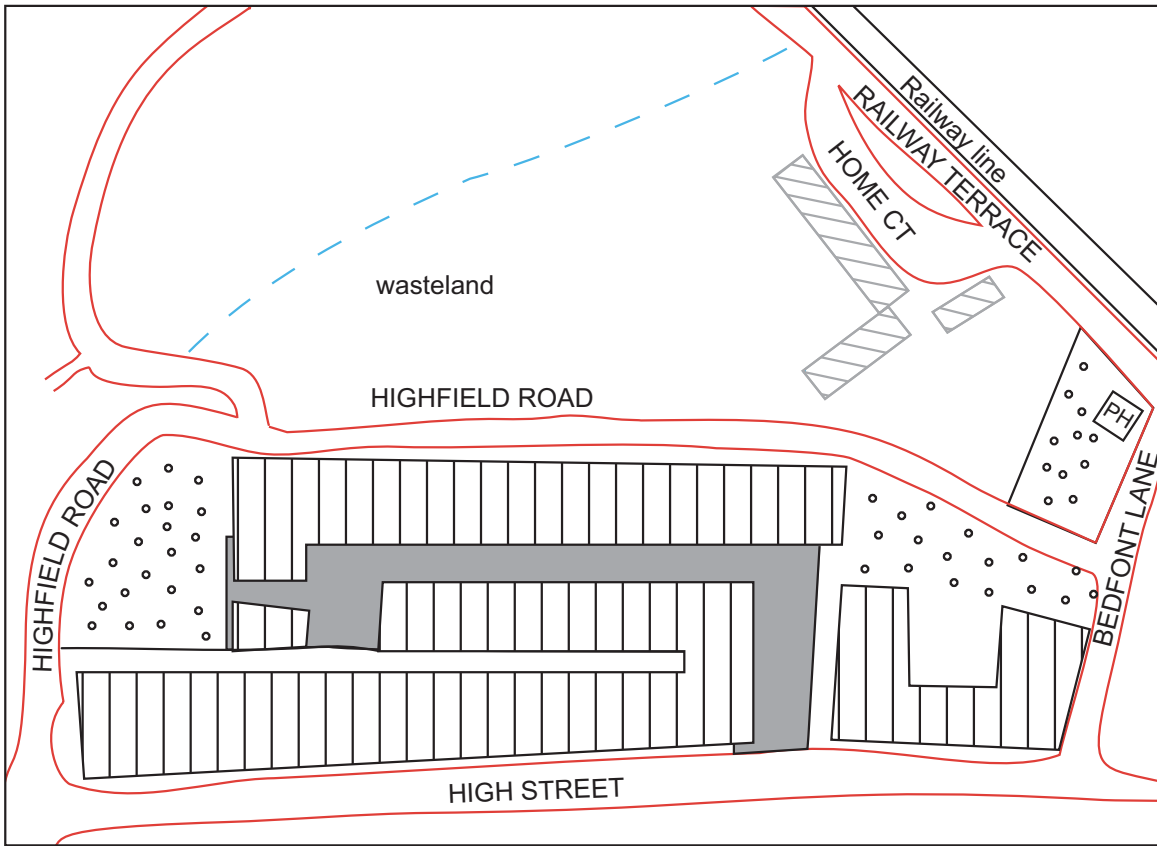 Railway line
RAILWAY TERRACE
HOME CT
wasteland
HIGHFIELD ROAD
PH
HIGHFIELD ROAD
BEDFONT LANE
HIGH STREET